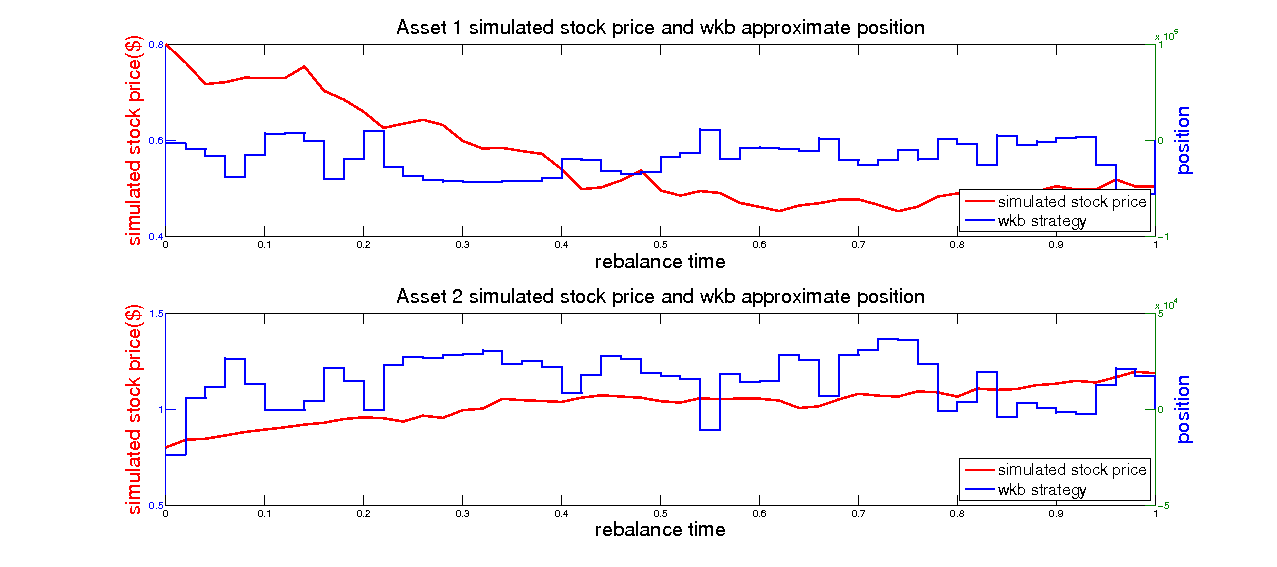 Asset 1 simulated stock price and wkb approximate position
x 10^5
simulated stock price($)
0.8
0.6
0.4
1
0
−1
position
simulated stock price
wkb strategy
0 0.1 0.2 0.3 0.4 0.5 0.6 0.7 0.8 0.9 1
rebalance time
Asset 2 simulated stock price and wkb approximate position
x 10^4
simulated stock price($)
1.5
1
0.5
5
0
−5
position
simulated stock price
wkb strategy
0 0.1 0.2 0.3 0.4 0.5 0.6 0.7 0.8 0.9 1
rebalance time